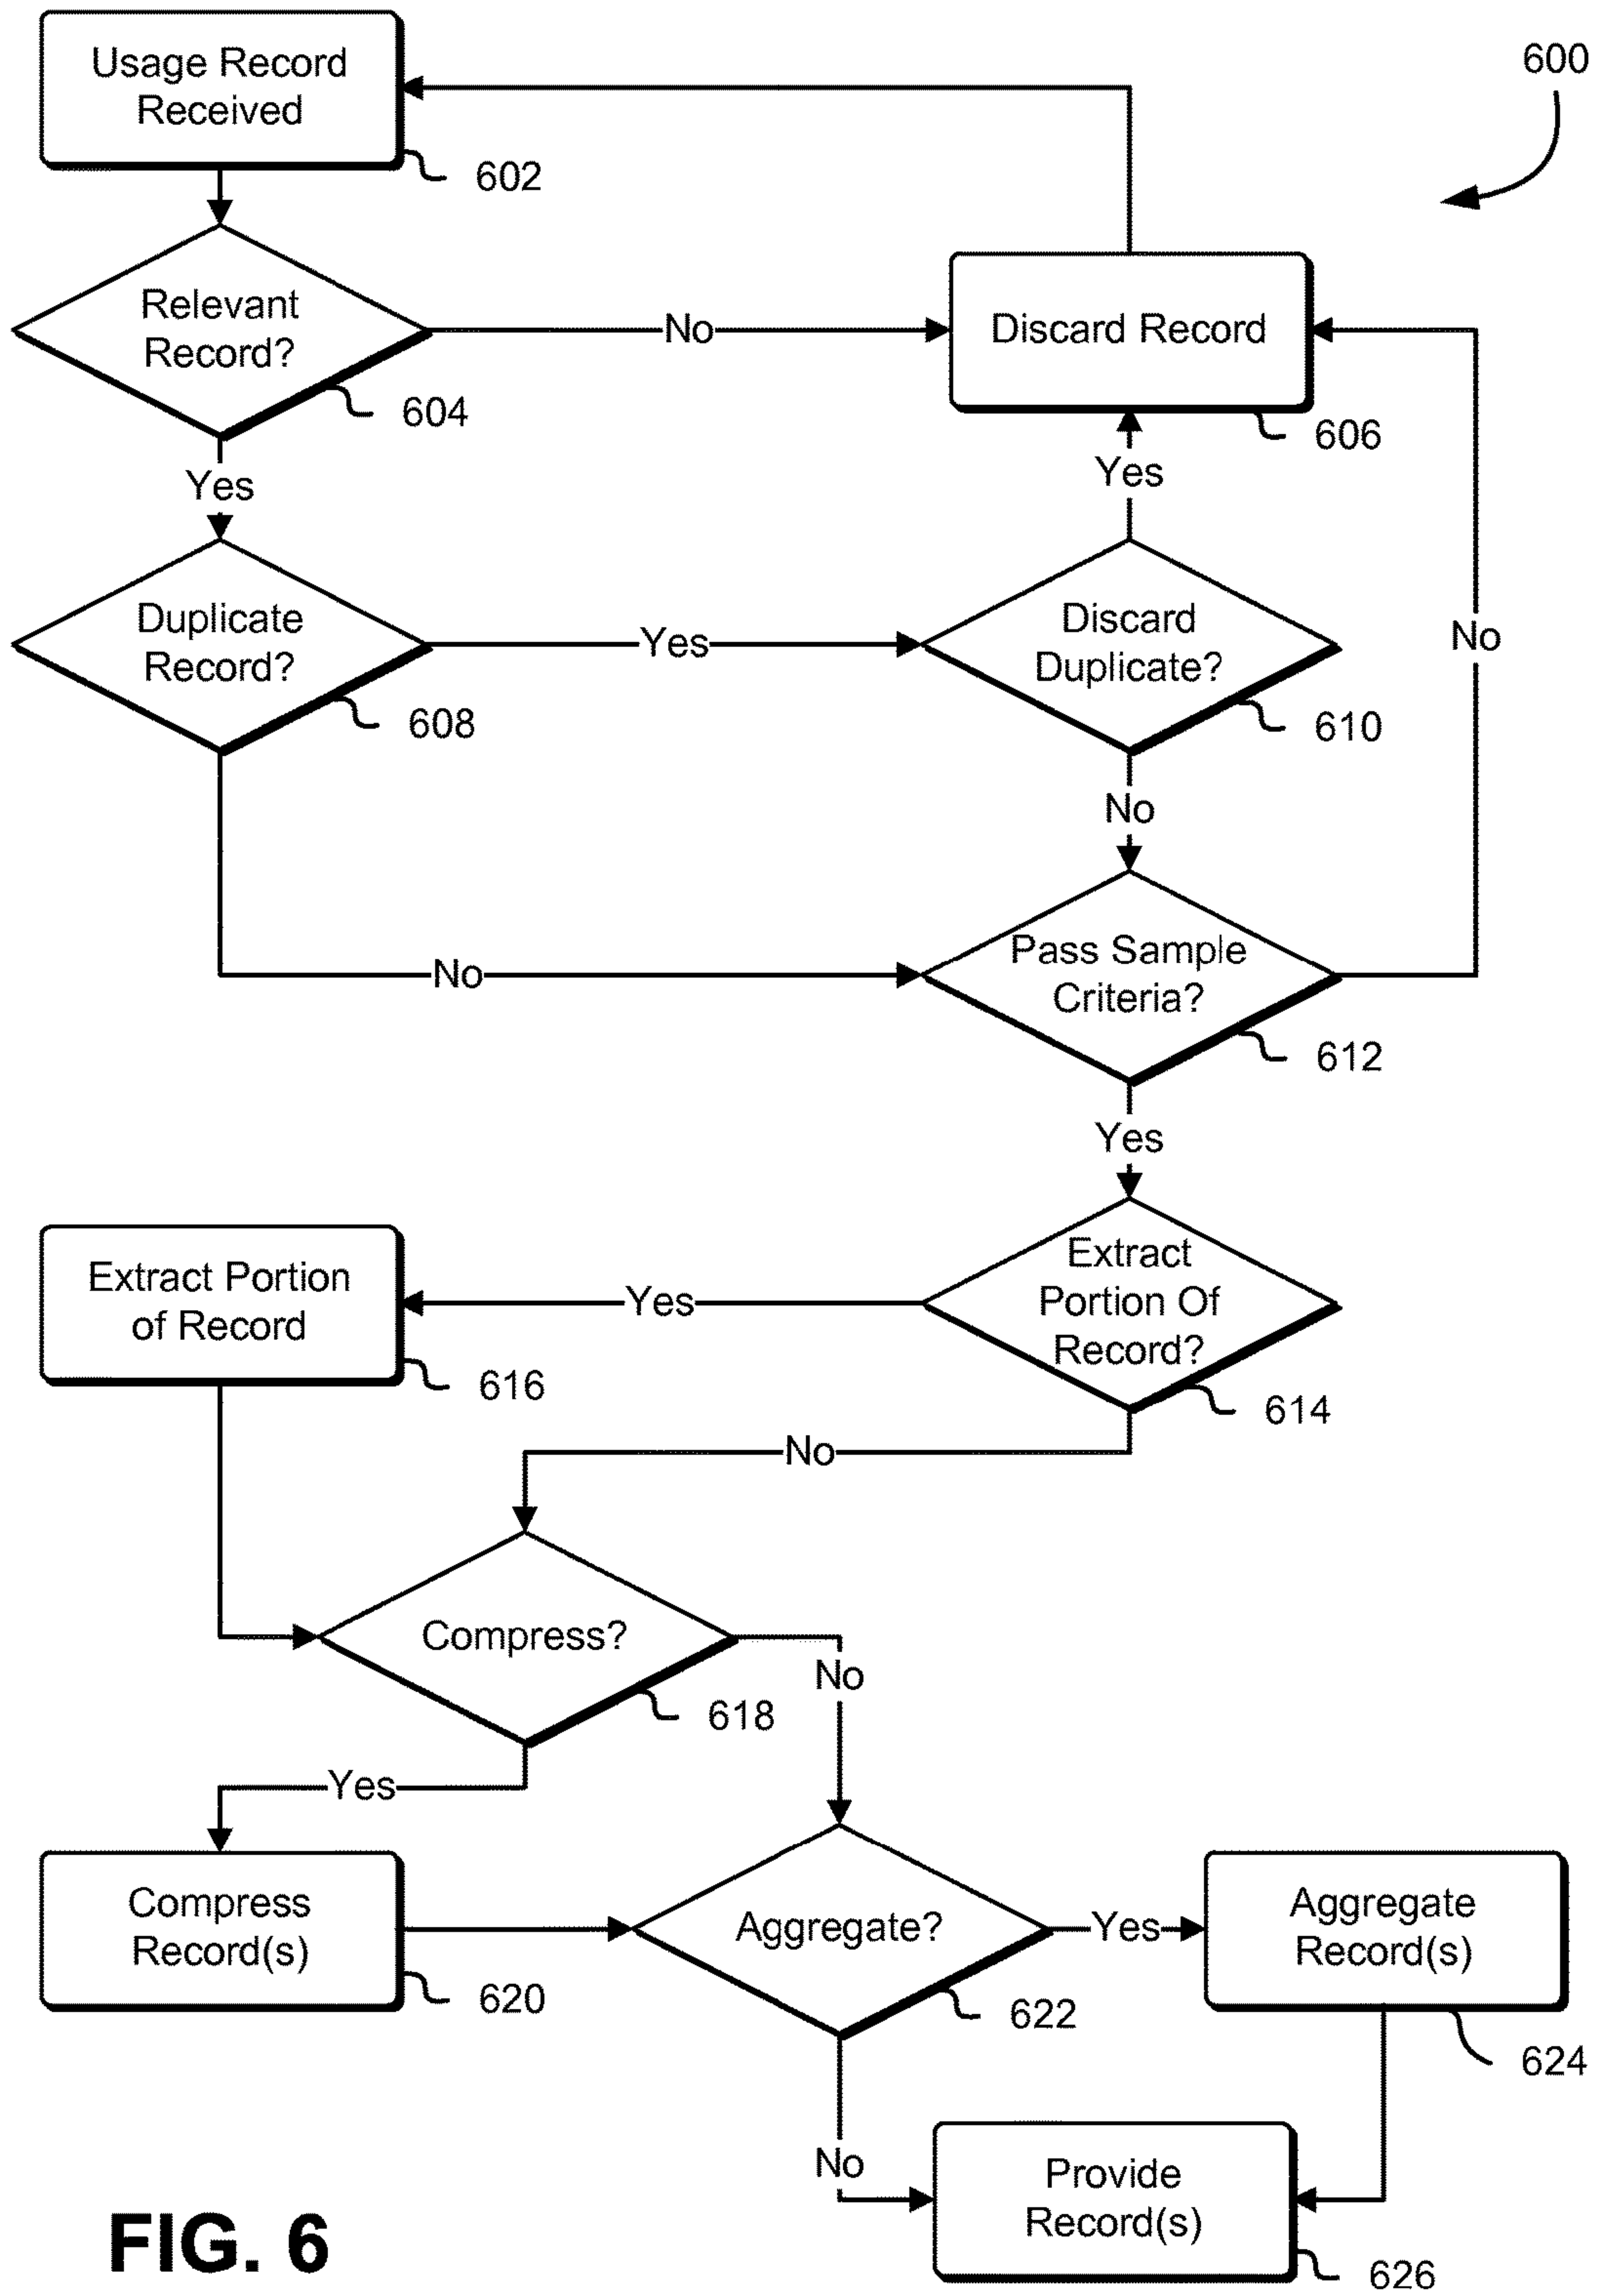 Usage Record
Received
602
600
Relevant
Record?
604
No
Discard Record
606
Yes
Yes
Duplicate
Record?
608
Yes
Discard
Duplicate?
610
No
No
No
Pass Sample
Criteria?
612
Yes
Extract Portion
of Record
616
Yes
Extract
Portion Of
Record?
614
No
Compress?
618
No
Yes
Compress
Record(s)
620
Aggregate?
622
Yes
Aggregate
Record(s)
624
No
Provide
Record(s)
626
FIG. 6